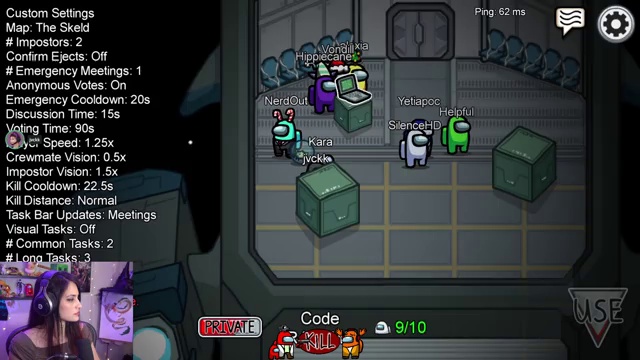 Custom Settings
Map: The Skeld
# Impostors: 2
Confirm Ejects: Off
# Emergency Meetings: 1
Anonymous Votes: On
Emergency Cooldown: 20s
Discussion Time: 15s
Voting Time: 90s
Speed: 1.25x
Crewmate Vision: 0.5x
Impostor Vision: 1.5x
Kill Cooldown: 22.5s
Kill Distance: Normal
Task Bar Updates: Meetings
Visual Tasks: Off
# Common Tasks: 2
# Long Tasks: 3
Ping: 62 ms
Vondill
Hippiecane
NerdOut
Yetiapoc
Helpful
SilenceHD
Kara
jvckk
USE
Code
PRIVATE
KILL
9/10